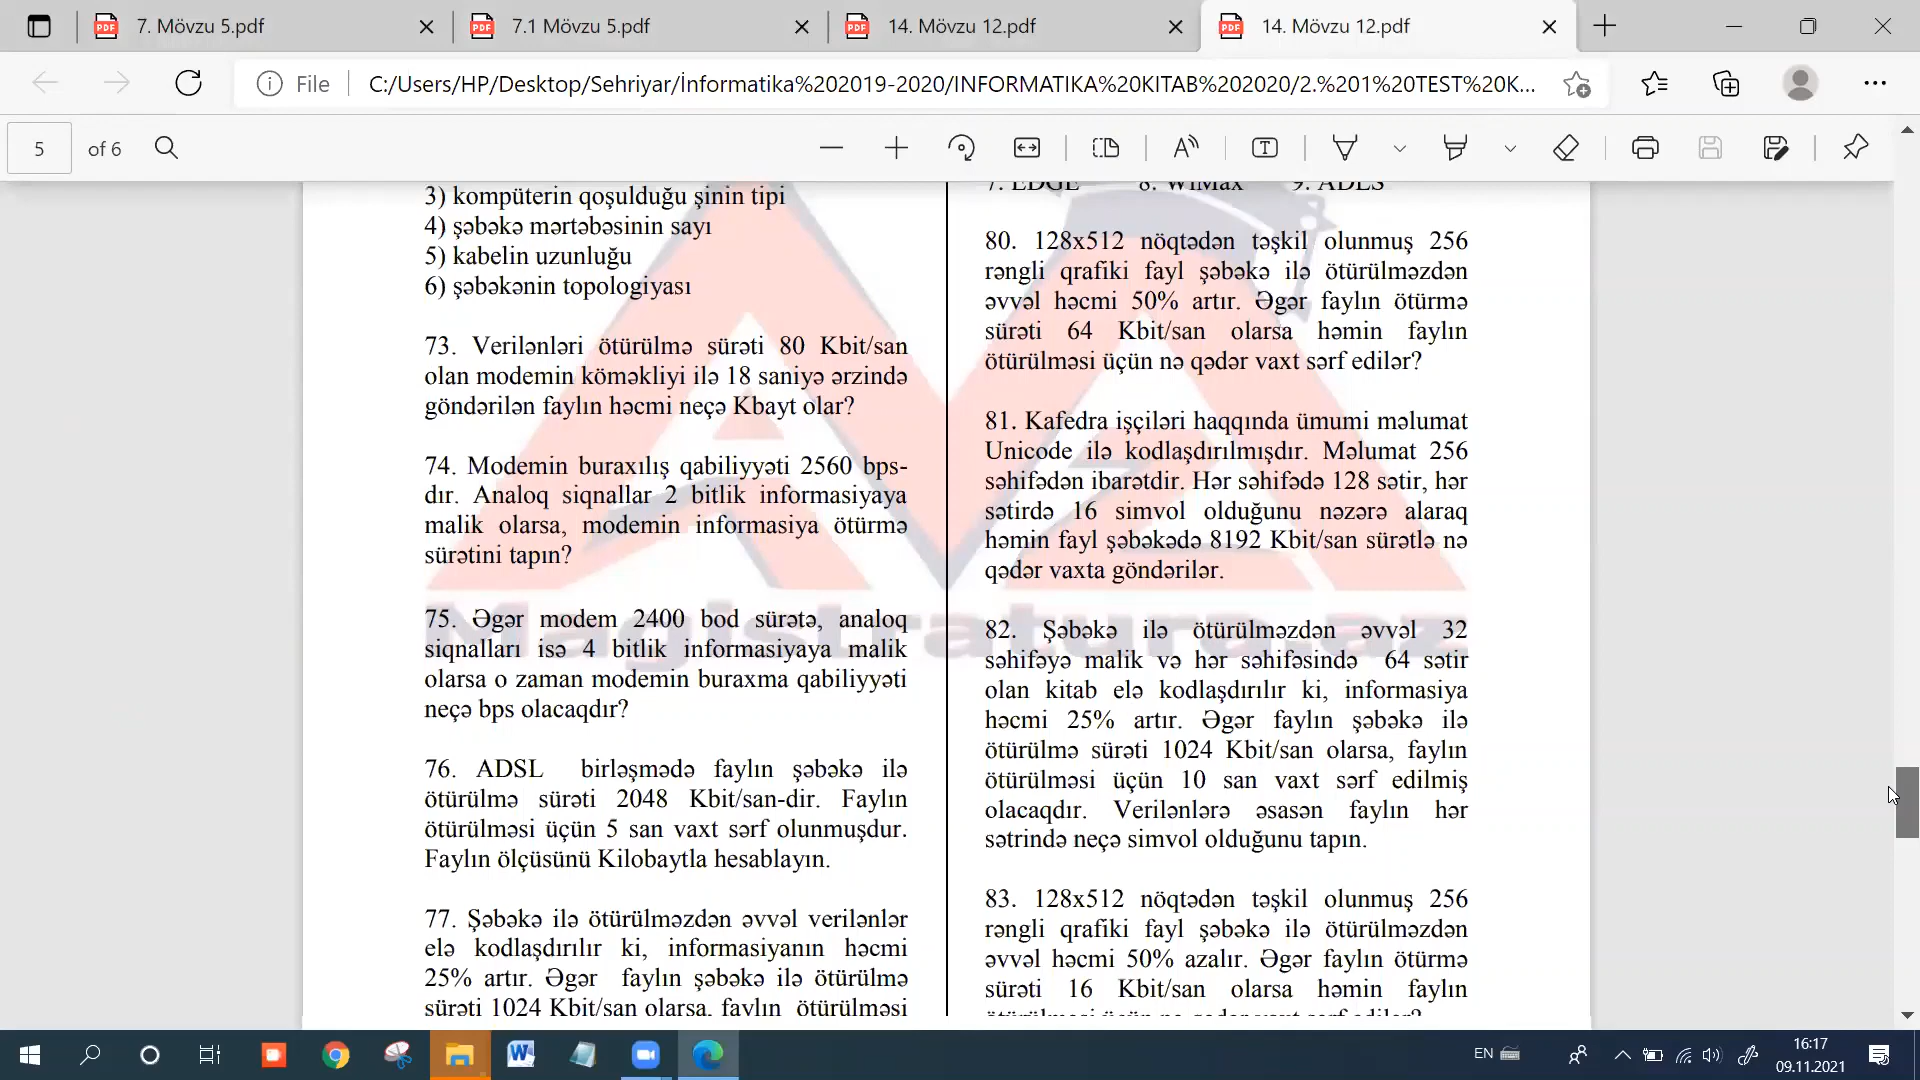 7. Mövzu 5.pdf
7.1 Mövzu 5.pdf
14. Mövzu 12.pdf
14. Mövzu 12.pdf
File
C:/Users/HP/Desktop/Sehriyar/İnformatika%202019-2020/INFORMATIKA%20KITAB%202020/2.%201%20TEST%20K...
5 of 6
3) kompüterin qoşulduğu şinin tipi
4) şəbəkə mərtəbəsinin sayı
5) kabelin uzunluğu
6) şəbəkənin topologiyası
73. Verilənləri ötürülmə sürəti 80 Kbit/san
olan modemin köməkliyi ilə 18 saniyə ərzində
göndərilən faylın həcmi neçə Kbayt olar?
74. Modemin buraxılış qabiliyyəti 2560 bps-
dır. Analoq siqnallar 2 bitlik informasiyaya
malik olarsa, modemin informasiya ötürmə
sürətini tapın?
75. Əgər modem 2400 bod sürətə, analoq
siqnalları isə 4 bitlik informasiyaya malik
olarsa o zaman modemin buraxma qabiliyyəti
neçə bps olacaqdır?
76. ADSL birləşmədə faylın şəbəkə ilə
ötürülmə sürəti 2048 Kbit/san-dir. Faylın
ötürülməsi üçün 5 san vaxt sərf olunmuşdur.
Faylın ölçüsünü Kilobaytla hesablayın.
77. Şəbəkə ilə ötürülməzdən əvvəl verilənlər
elə kodlaşdırılır ki, informasiyanın həcmi
25% artır. Əgər faylın şəbəkə ilə ötürülmə
sürəti 1024 Kbit/san olarsa, faylın ötürülməsi
7. EDGE 8. WiMax 9. ADLS
80. 128x512 nöqtədən təşkil olunmuş 256
rəngli qrafiki fayl şəbəkə ilə ötürülməzdən
əvvəl həcmi 50% artır. Əgər faylın ötürmə
sürəti 64 Kbit/san olarsa həmin faylın
ötürülməsi üçün nə qədər vaxt sərf edilər?
81. Kafedra işçiləri haqqında ümumi məlumat
Unicode ilə kodlaşdırılmışdır. Məlumat 256
səhifədən ibarətdir. Hər səhifədə 128 sətir, hər
sətirdə 16 simvol olduğunu nəzərə alaraq
həmin fayl şəbəkədə 8192 Kbit/san sürətlə nə
qədər vaxta göndərilər.
82. Şəbəkə ilə ötürülməzdən əvvəl 32
səhifəyə malik və hər səhifəsində 64 sətir
olan kitab elə kodlaşdırılır ki, informasiya
həcmi 25% artır. Əgər faylın şəbəkə ilə
ötürülmə sürəti 1024 Kbit/san olarsa, faylın
ötürülməsi üçün 10 san vaxt sərf edilmiş
olacaqdır. Verilənlərə əsasən faylın hər
sətrində neçə simvol olduğunu tapın.
83. 128x512 nöqtədən təşkil olunmuş 256
rəngli qrafiki fayl şəbəkə ilə ötürülməzdən
əvvəl həcmi 50% azalır. Əgər faylın ötürmə
sürəti 16 Kbit/san olarsa həmin faylın
Magistratura.az
EN
16:17
09.11.2021